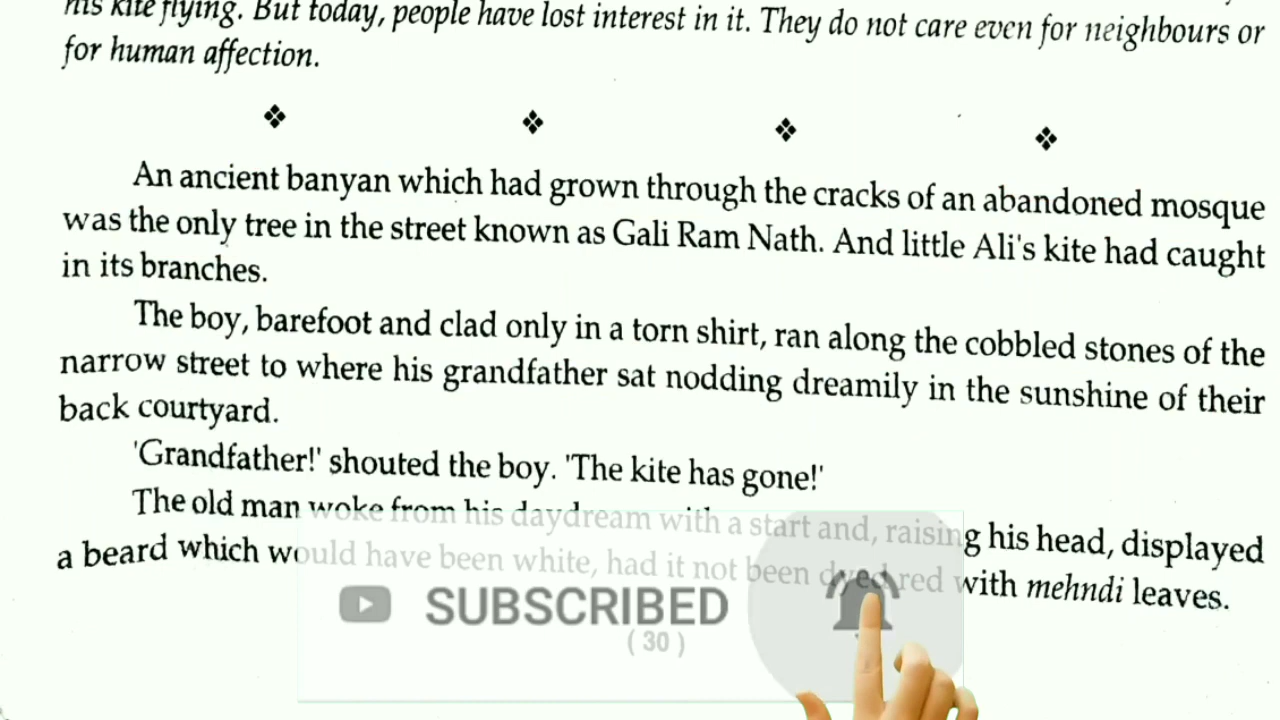 his kite flying. But today, people have lost interest in it. They do not care even for neighbours or
for human affection.
An ancient banyan which had grown through the cracks of an abandoned mosque
was the only tree in the street known as Gali Ram Nath. And little Ali's kite had caught
in its branches.
The boy, barefoot and clad only in a torn shirt, ran along the cobbled stones of the
narrow street to where his grandfather sat nodding dreamily in the sunshine of their
back courtyard.
'Grandfather!' shouted the boy. 'The kite has gone!'
The old man woke from his daydream with a start and, raising his head, displayed
a beard which would have been white, had it not been dyed red with mehndi leaves.
SUBSCRIBED
( 30 )